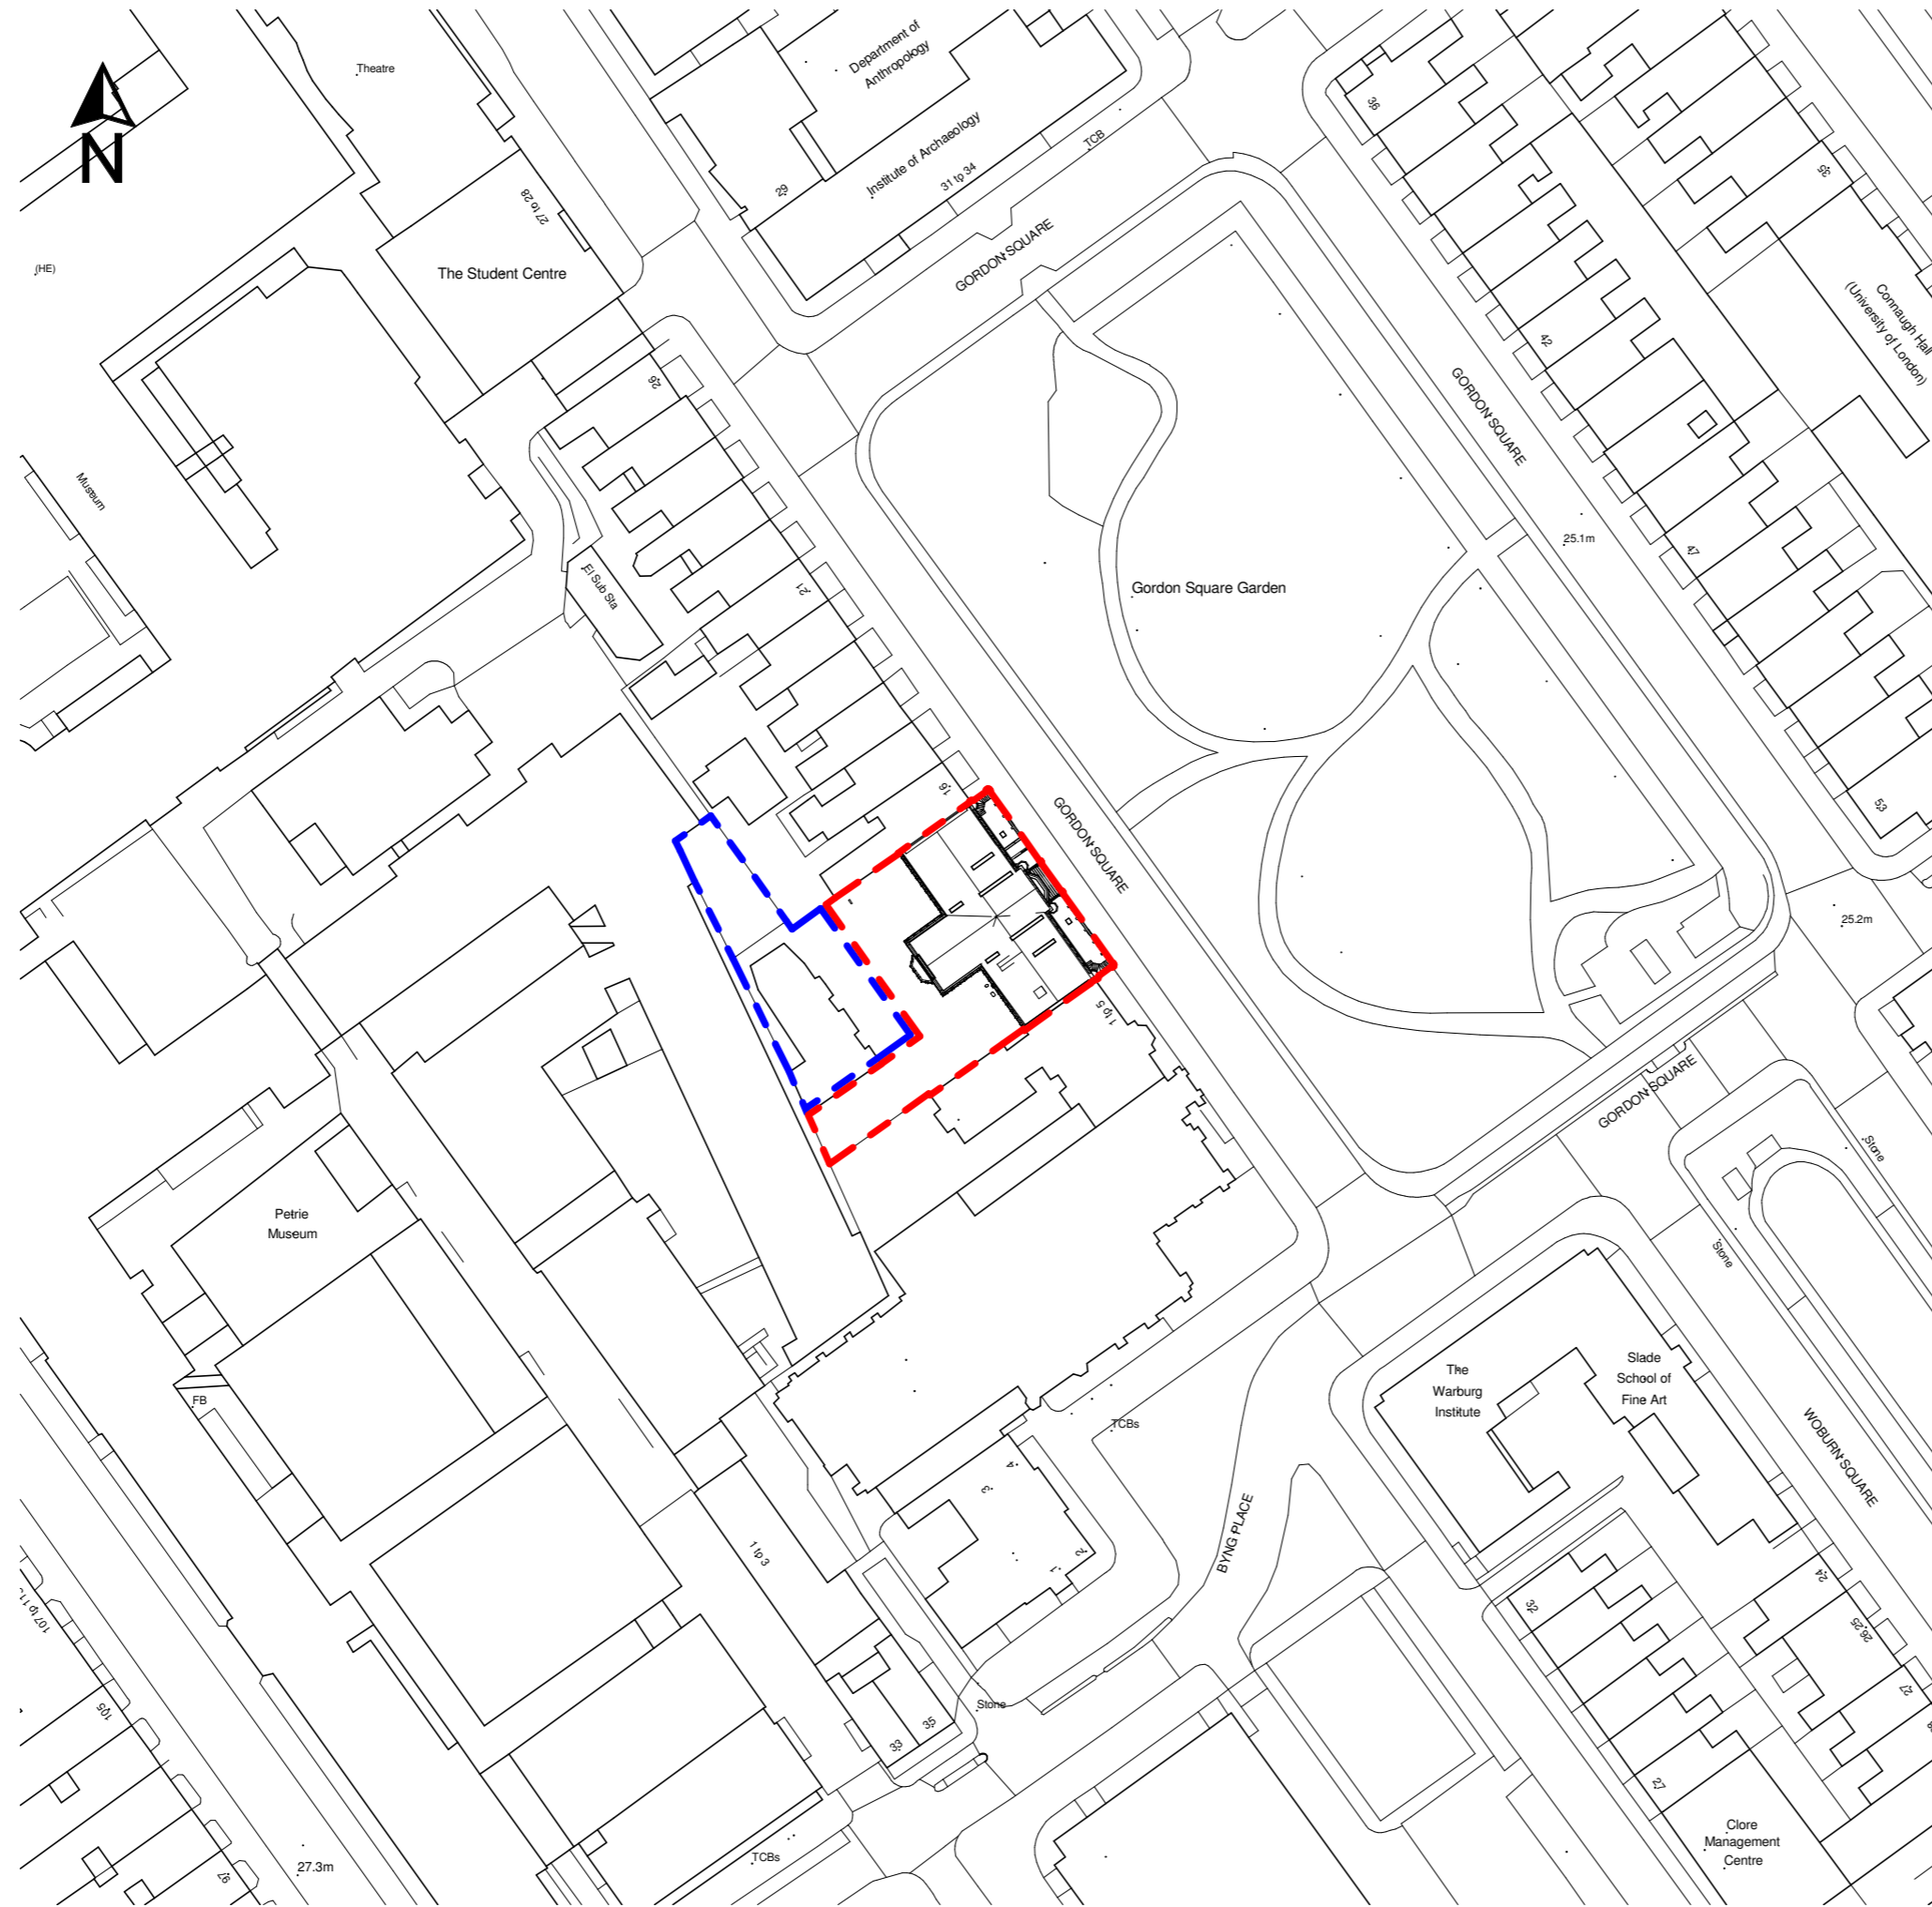 Theatre
Department of
Anthropology
N
Institute of Archaeology
31 to 34
29
TCB
36
35
27 to 28
GORDON SQUARE
The Student Centre
(HE)
Connaugh Hall
(University of London)
42
26
GORDON SQUARE
Museum
25.1m
47
El Sub Sta
21
Gordon Square Garden
16
GORDON SQUARE
53
25.2m
11 to 5
GORDON SQUARE
Stone
Petrie
Museum
Stone
The
Warburg
Institute
Slade
School of
Fine Art
FB
TCBs
WOBURN SQUARE
4
3
BYNG PLACE
1 to 3
2
1
24
32
26,25
105
Stone
35
33
27
27
Clore
Management
Centre
TCBs
27.3m
97